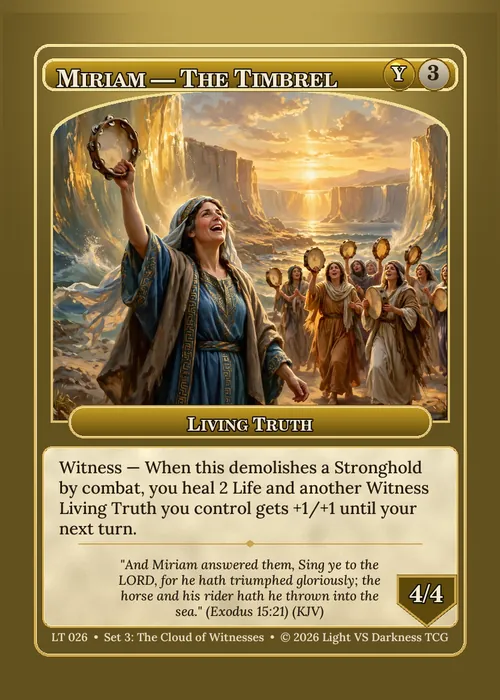 Miriam — The Timbrel
Y 3
Living Truth
Witness — When this demolishes a Stronghold
by combat, you heal 2 Life and another Witness
Living Truth you control gets +1/+1 until your
next turn.
"And Miriam answered them, Sing ye to the
LORD, for he hath triumphed gloriously; the
horse and his rider hath he thrown into the
sea." (Exodus 15:21) (KJV)
4/4
LT 026 • Set 3: The Cloud of Witnesses • © 2026 Light VS Darkness TCG